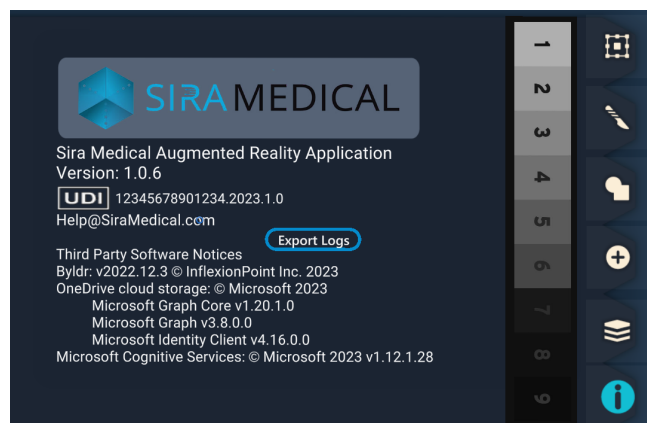 SIRA MEDICAL
Sira Medical Augmented Reality Application
Version: 1.0.6
UDI 12345678901234.2023.1.0
Help@SiraMedical.com
Export Logs
Third Party Software Notices
Byldr: v2022.12.3 © InflexionPoint Inc. 2023
OneDrive cloud storage: © Microsoft 2023
Microsoft Graph Core v1.20.1.0
Microsoft Graph v3.8.0.0
Microsoft Identity Client v4.16.0.0
Microsoft Cognitive Services: © Microsoft 2023 v1.12.1.28
1
2
3
4
5
6
7
8
9
i